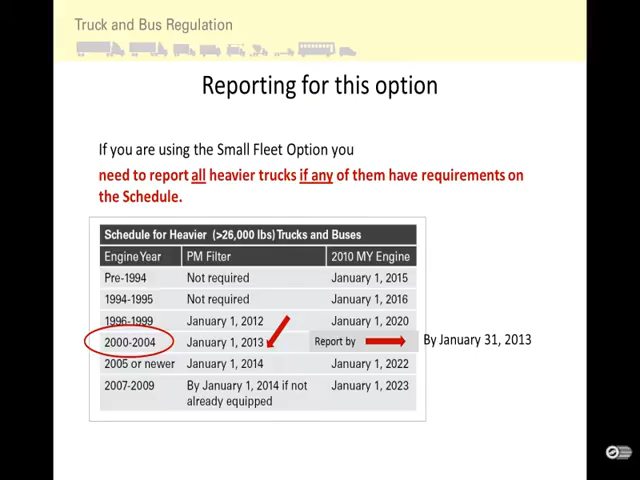 Truck and Bus Regulation
Reporting for this option
If you are using the Small Fleet Option you
need to report all heavier trucks if any of them have requirements on
the Schedule.
Schedule for Heavier (>26,000 lbs) Trucks and Buses
Engine Year PM Filter 2010 MY Engine
Pre-1994 Not required January 1, 2015
1994-1995 Not required January 1, 2016
1996-1999 January 1, 2012 January 1, 2020
2000-2004 January 1, 2013 Report by By January 31, 2013
2005 or newer January 1, 2014 January 1, 2022
2007-2009 By January 1, 2014 if not January 1, 2023
already equipped